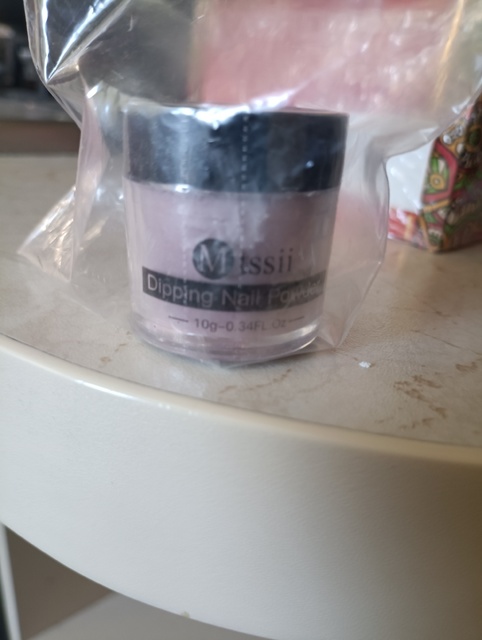 Mtssii
Dipping Nail Powder
10g-0.34FL.Oz